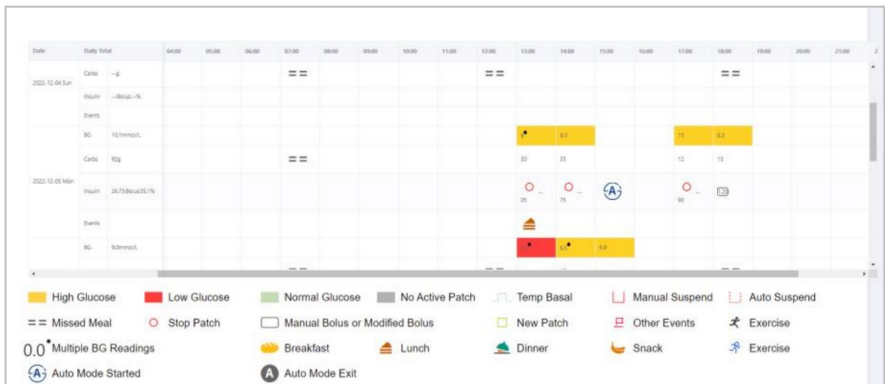 Date Daily Total 04:00 05:00 06:00 07:00 08:00 09:00 10:00 11:00 12:00 13:00 14:00 15:00 16:00 17:00 18:00 19:00 20:00 21:00 2
2022-12-04 Sun
Carbs --g == == ==
Insulin
Events
BG
Carbs 92g == 30 35 12 15
2022-12-05 Mon
Insulin 05 75 90
Events
BG
High Glucose Low Glucose Normal Glucose No Active Patch Temp Basal Manual Suspend Auto Suspend
== Missed Meal Stop Patch Manual Bolus or Modified Bolus New Patch Other Events Exercise
0.0 Multiple BG Readings Breakfast Lunch Dinner Snack Exercise
A Auto Mode Started A Auto Mode Exit